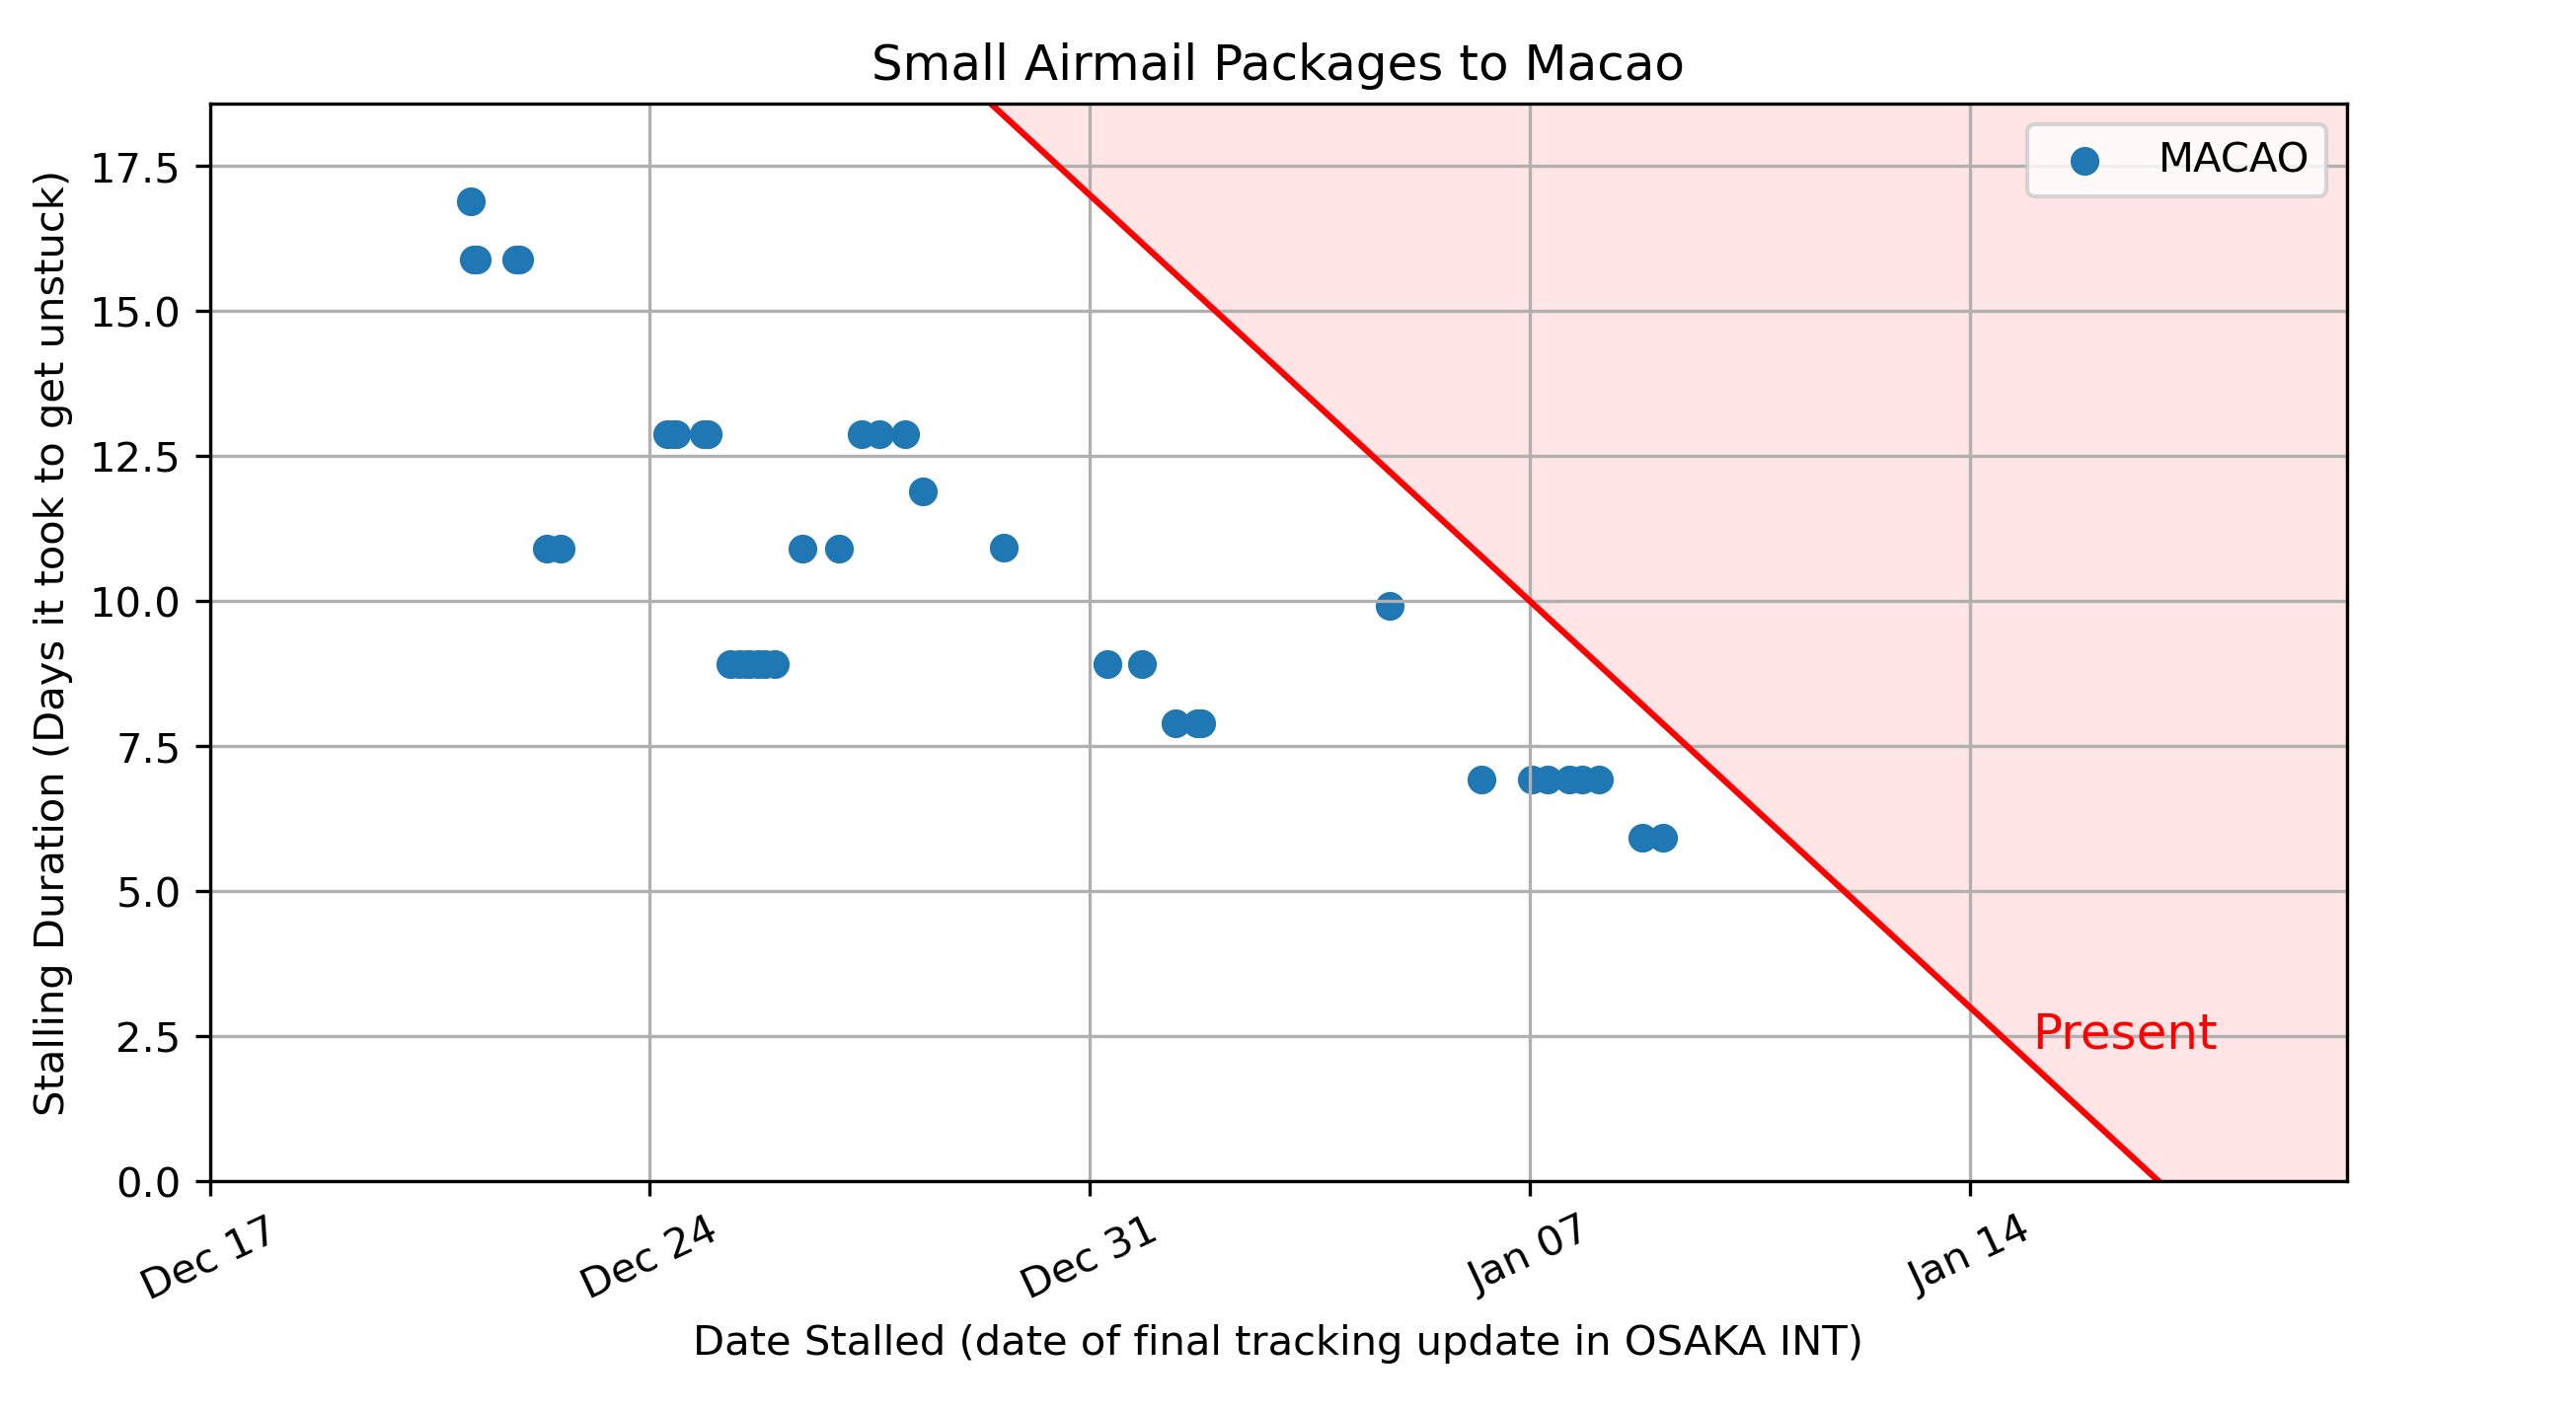 Small Airmail Packages to Macao
MACAO
Stalling Duration (Days it took to get unstuck)
17.5
15.0
12.5
10.0
7.5
5.0
2.5
0.0
Present
Dec 17
Dec 24
Dec 31
Jan 07
Jan 14
Date Stalled (date of final tracking update in OSAKA INT)